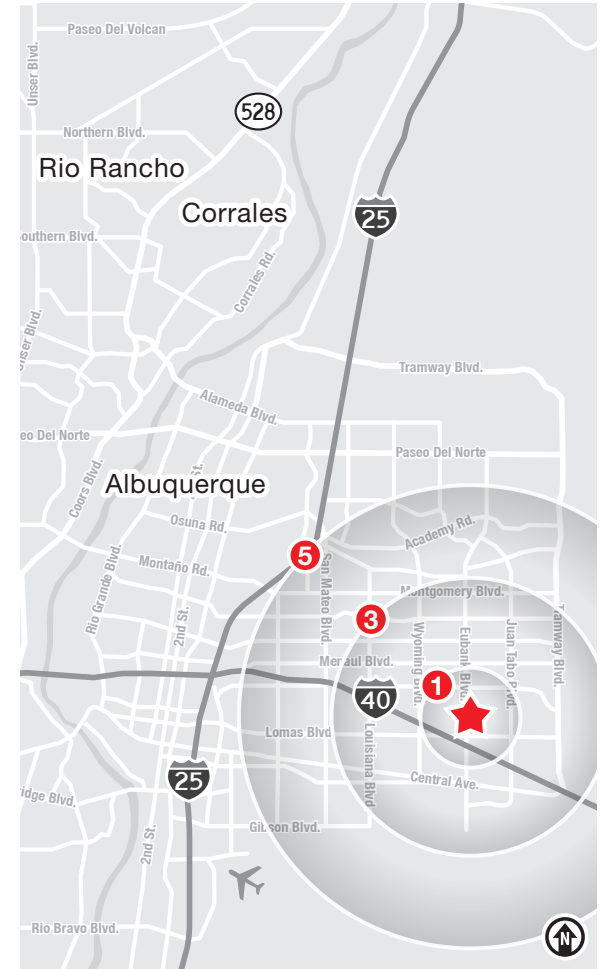 Paseo Del Volcan
Unser Blvd.
528
Northern Blvd.
Rio Rancho
Corrales
25
outhern Blvd.
Corrales Rd.
nser Blvd.
Tramway Blvd.
Alameda Blvd.
eo Del Norte
Paseo Del Norte
Coors Blvd.
Albuquerque
St.
Osuna Rd.
Academy Rd.
5
Montaño Rd.
San Mateo Blvd.
Rio Grande Blvd.
Montgomery Blvd.
2nd St.
3
Wyoming Blvd.
Eubank Blvd.
Juan Tabo Blvd.
Tramway Blvd.
Menaul Blvd.
1
40
Lomas Blvd
Louisiana Blvd
25
Central Ave.
ridge Blvd.
2nd St.
Gibson Blvd.
Rio Bravo Blvd.
N